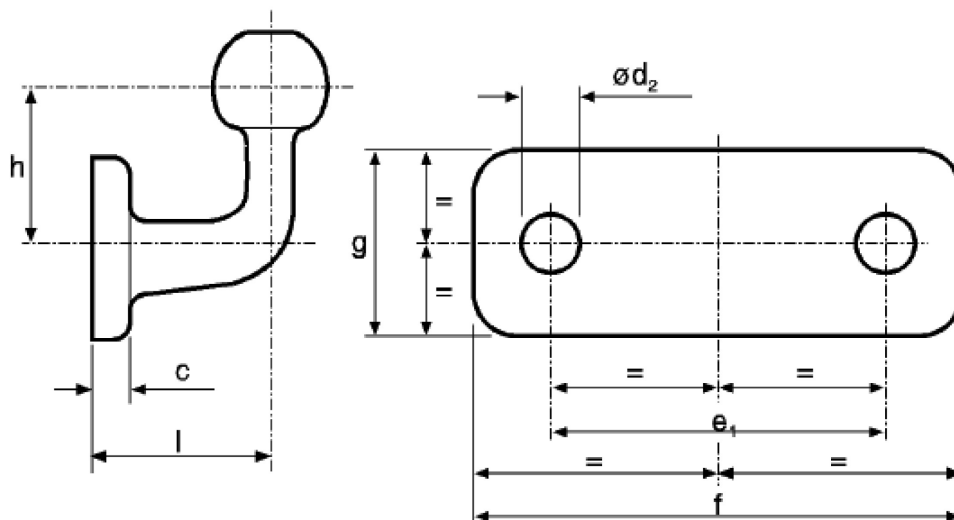 ød₂
h
g
=
=
c
=
=
l
e₁
=
=
f